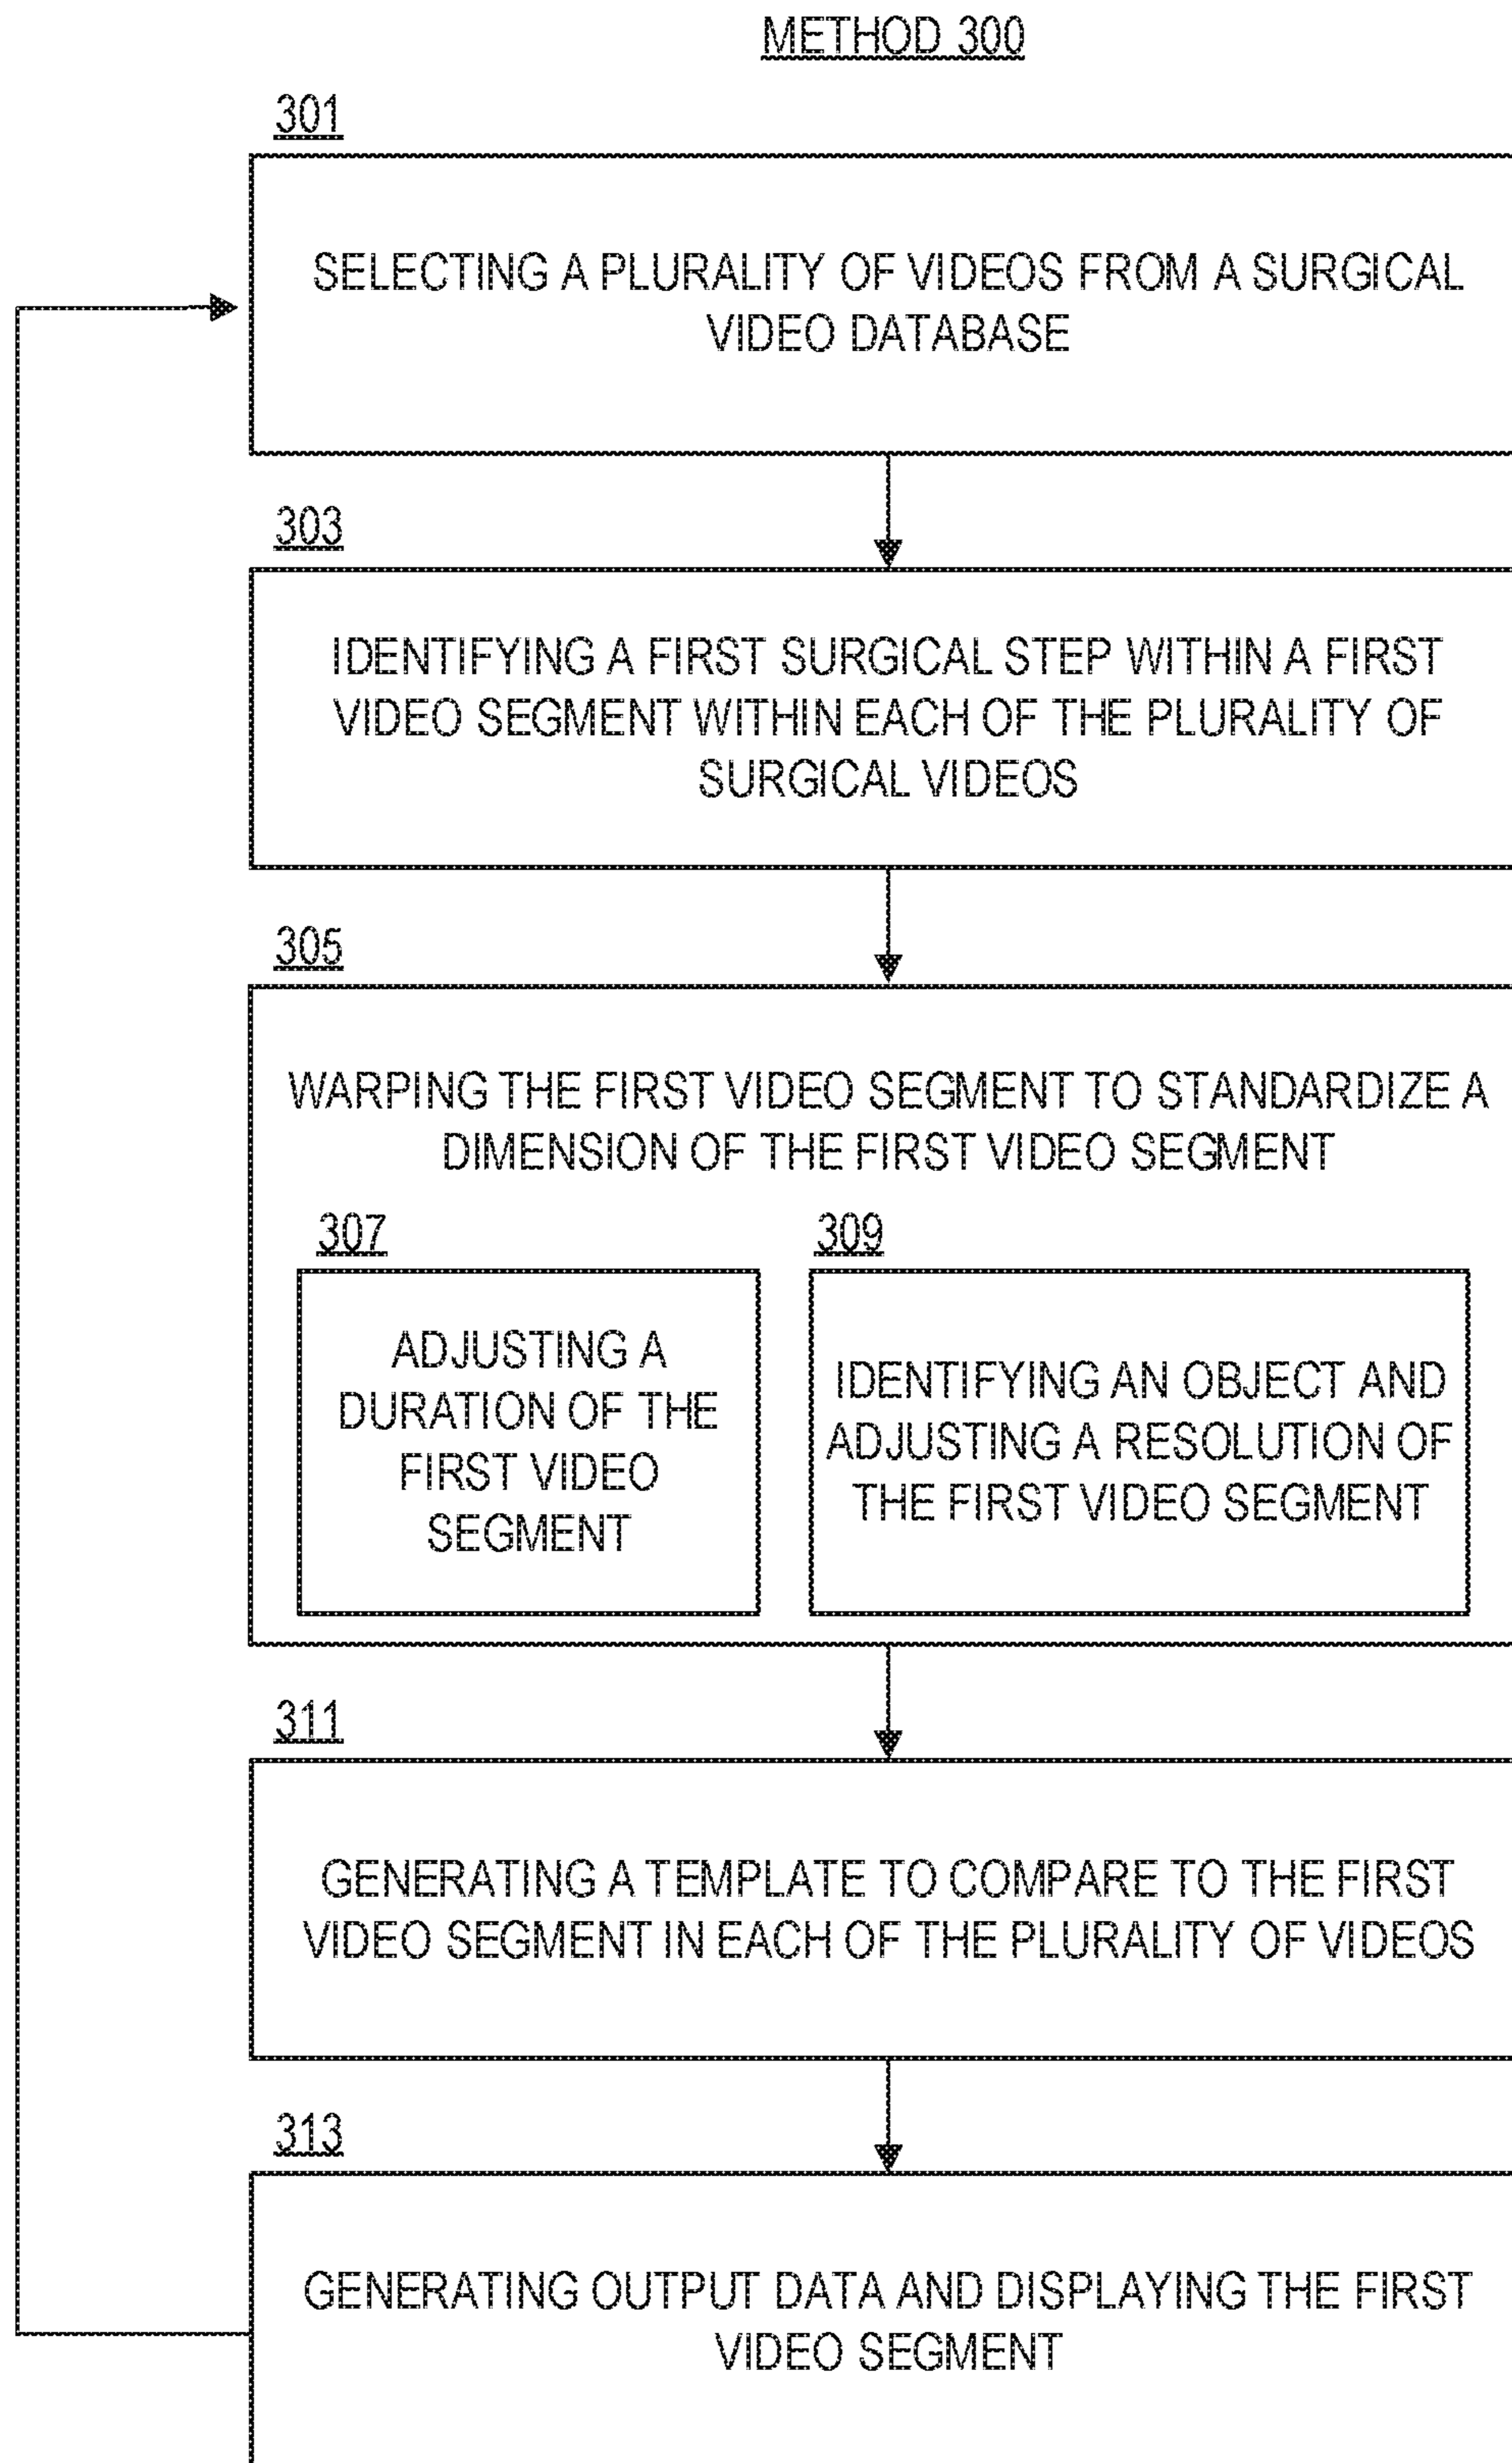 METHOD 300
301
SELECTING A PLURALITY OF VIDEOS FROM A SURGICAL
VIDEO DATABASE
303
IDENTIFYING A FIRST SURGICAL STEP WITHIN A FIRST
VIDEO SEGMENT WITHIN EACH OF THE PLURALITY OF
SURGICAL VIDEOS
305
WARPING THE FIRST VIDEO SEGMENT TO STANDARDIZE A
DIMENSION OF THE FIRST VIDEO SEGMENT
307
ADJUSTING A
DURATION OF THE
FIRST VIDEO
SEGMENT
309
IDENTIFYING AN OBJECT AND
ADJUSTING A RESOLUTION OF
THE FIRST VIDEO SEGMENT
311
GENERATING A TEMPLATE TO COMPARE TO THE FIRST
VIDEO SEGMENT IN EACH OF THE PLURALITY OF VIDEOS
313
GENERATING OUTPUT DATA AND DISPLAYING THE FIRST
VIDEO SEGMENT